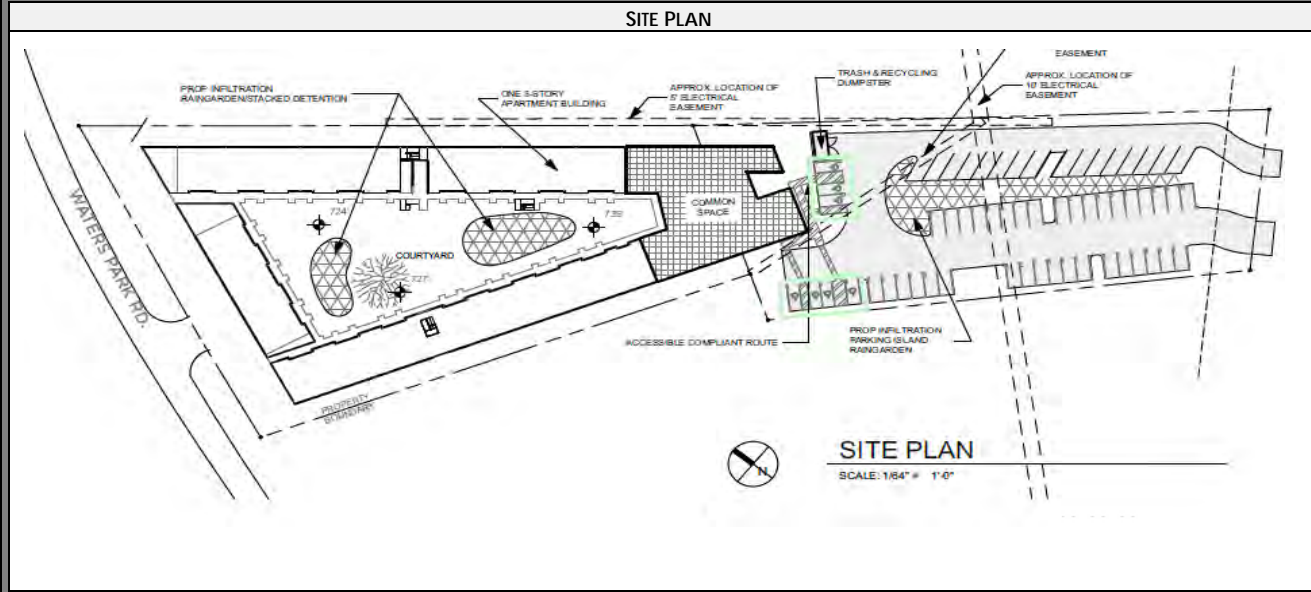 SITE PLAN
EASEMENT
TRASH & RECYCLING
DUMPSTER
APPROX. LOCATION OF
10' ELECTRICAL
EASEMENT
PROP INFILTRATION
RAINGARDEN/STACKED DETENTION
ONE 3-STORY
APARTMENT BUILDING
APPROX. LOCATION OF
5' ELECTRICAL
EASEMENT
WATERS PARK RD.
COMMON
SPACE
724'
739'
COURTYARD
727'
ACCESSIBLE COMPLIANT ROUTE
PROP INFILTRATION
PARKING ISLAND
RAINGARDEN
PROPERTY
BOUNDARY
N
SITE PLAN
SCALE: 1/64" = 1'-0"